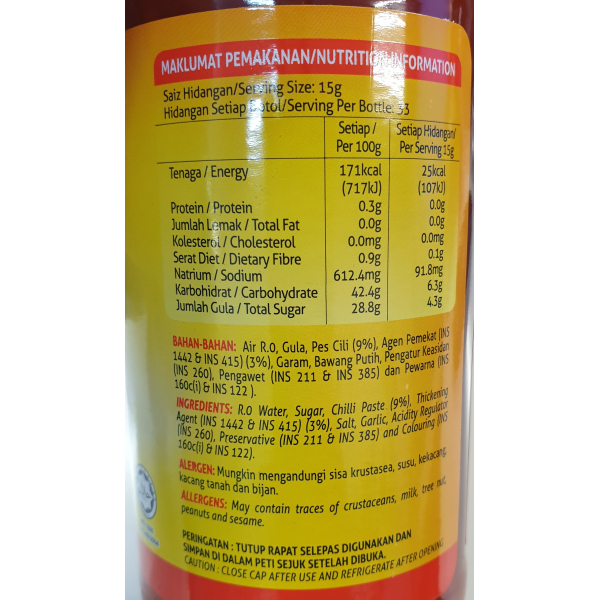 MAKLUMAT PEMAKANAN/NUTRITION INFORMATION
Saiz Hidangan/Serving Size: 15g
Hidangan Setiap Botol/Serving Per Bottle: 33
Setiap / Setiap Hidangan/
Per 100g Per Serving 15g
Tenaga / Energy 171kcal 25kcal
(717kJ) (107kJ)
Protein / Protein 0.3g 0.0g
Jumlah Lemak / Total Fat 0.0g 0.0g
Kolesterol / Cholesterol 0.0mg 0.0mg
Serat Diet / Dietary Fibre 0.9g 0.1g
Natrium / Sodium 612.4mg 91.8mg
Karbohidrat / Carbohydrate 42.4g 6.3g
Jumlah Gula / Total Sugar 28.8g 4.3g
BAHAN-BAHAN: Air R.O, Gula, Pes Cili (9%), Agen Pemekat (INS
1442 & INS 415) (3%), Garam, Bawang Putih, Pengatur Keasidan
(INS 260), Pengawet (INS 211 & INS 385) dan Pewarna (INS
160c(i) & INS 122 ).
INGREDIENTS: R.O Water, Sugar, Chilli Paste (9%), Thickening
Agent (INS 1442 & INS 415) (3%), Salt, Garlic, Acidity Regulator
(INS 260), Preservative (INS 211 & INS 385) and Colouring (INS
160c(i) & INS 122).
ALERGEN: Mungkin mengandungi sisa krustasea, susu, kekacang,
kacang tanah dan bijan.
ALLERGENS: May contain traces of crustaceans, milk, tree nut,
peanuts and sesame.
PERINGATAN : TUTUP RAPAT SELEPAS DIGUNAKAN DAN
SIMPAN DI DALAM PETI SEJUK SETELAH DIBUKA.
CAUTION : CLOSE CAP AFTER USE AND REFRIGERATE AFTER OPENING.